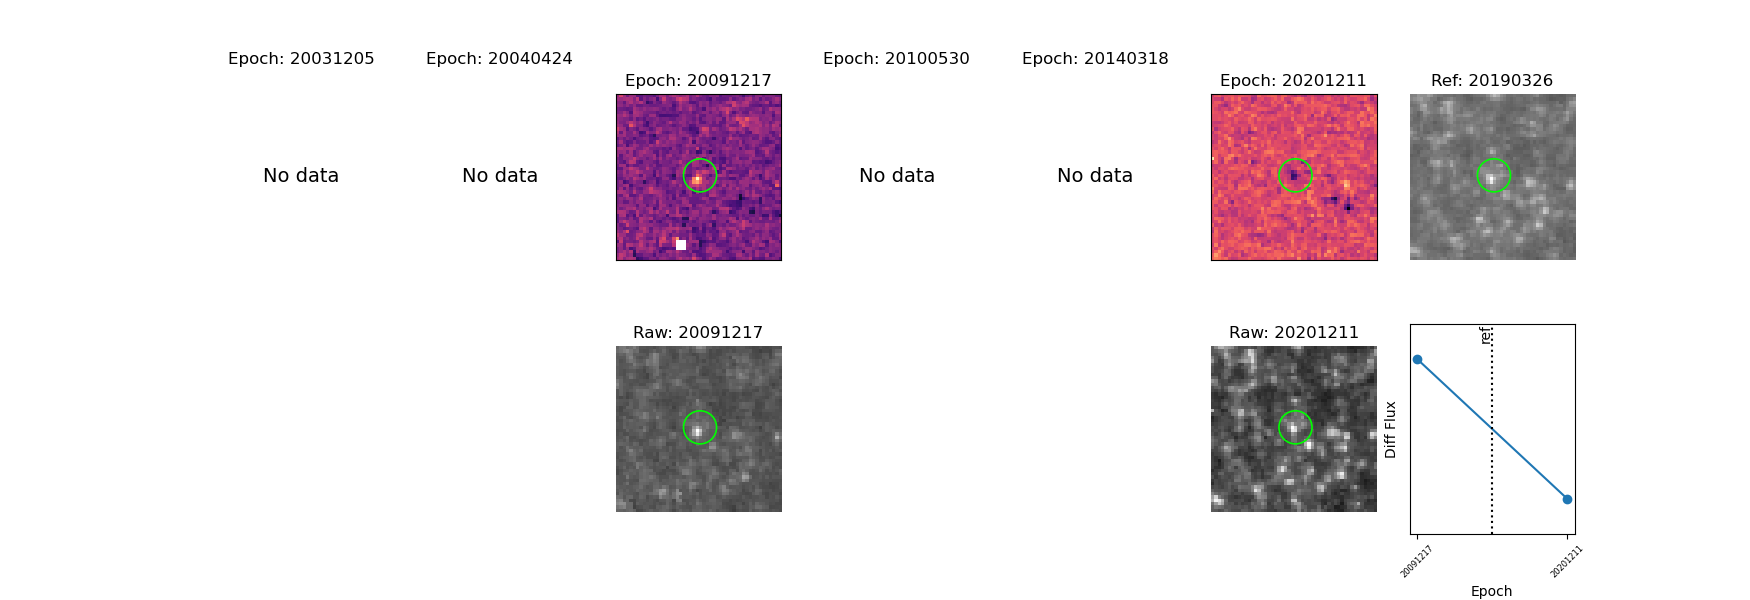 Epoch: 20031205
Epoch: 20040424
Epoch: 20091217
Epoch: 20100530
Epoch: 20140318
Epoch: 20201211
Ref: 20190326
No data
No data
No data
No data
Raw: 20091217
Raw: 20201211
ref
Diff Flux
20091217
20201211
Epoch